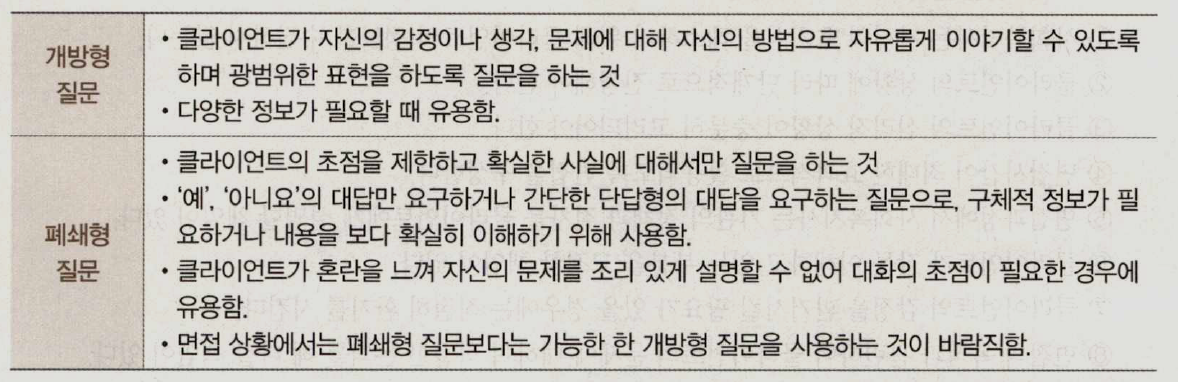 개방형
질문
• 클라이언트가 자신의 감정이나 생각, 문제에 대해 자신의 방법으로 자유롭게 이야기할 수 있도록
하며 광범위한 표현을 하도록 질문을 하는 것
• 다양한 정보가 필요할 때 유용함.
폐쇄형
질문
• 클라이언트의 초점을 제한하고 확실한 사실에 대해서만 질문을 하는 것
• ‘예’, ‘아니요’의 대답만 요구하거나 간단한 단답형의 대답을 요구하는 질문으로, 구체적 정보가 필
요하거나 내용을 보다 확실히 이해하기 위해 사용함.
• 클라이언트가 혼란을 느껴 자신의 문제를 조리 있게 설명할 수 없어 대화의 초점이 필요한 경우에
유용함.
• 면접 상황에서는 폐쇄형 질문보다는 가능한 한 개방형 질문을 사용하는 것이 바람직함.